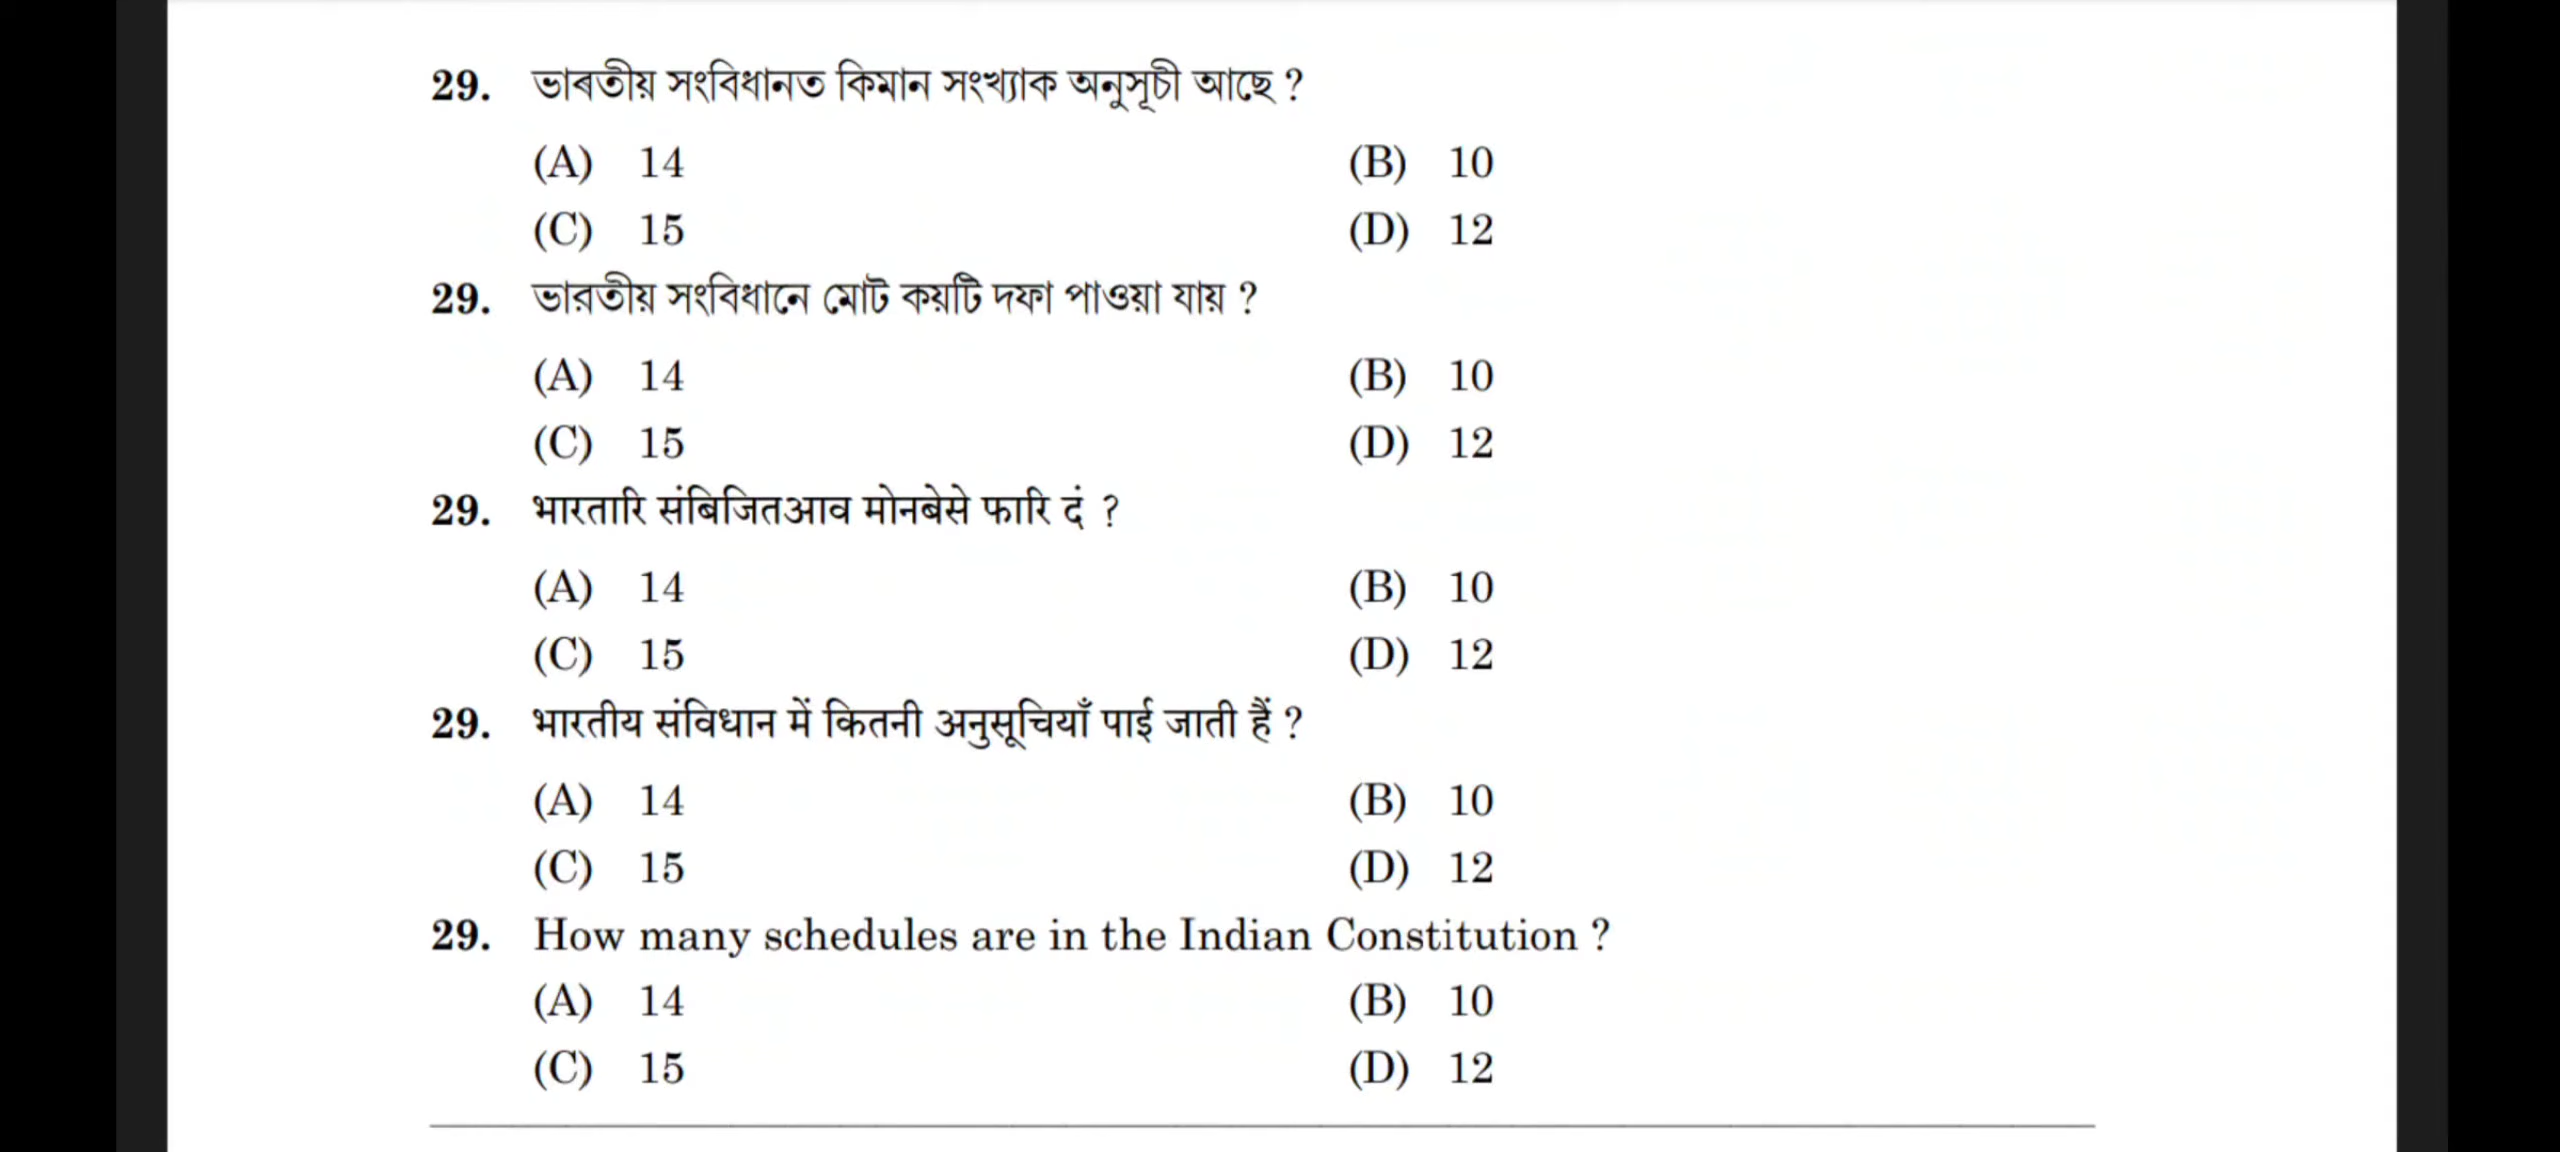 29. ভাৰতীয় সংবিধানত কিমান সংখ্যাক অনুসূচী আছে ?
(A) 14 (B) 10
(C) 15 (D) 12
29. ভারতীয় সংবিধানে মোট কয়টি দফা পাওয়া যায় ?
(A) 14 (B) 10
(C) 15 (D) 12
29. भारतारि संबिजितआव मोनबेसे फारि दं ?
(A) 14 (B) 10
(C) 15 (D) 12
29. भारतीय संविधान में कितनी अनुसूचियाँ पाई जाती हैं ?
(A) 14 (B) 10
(C) 15 (D) 12
29. How many schedules are in the Indian Constitution ?
(A) 14 (B) 10
(C) 15 (D) 12